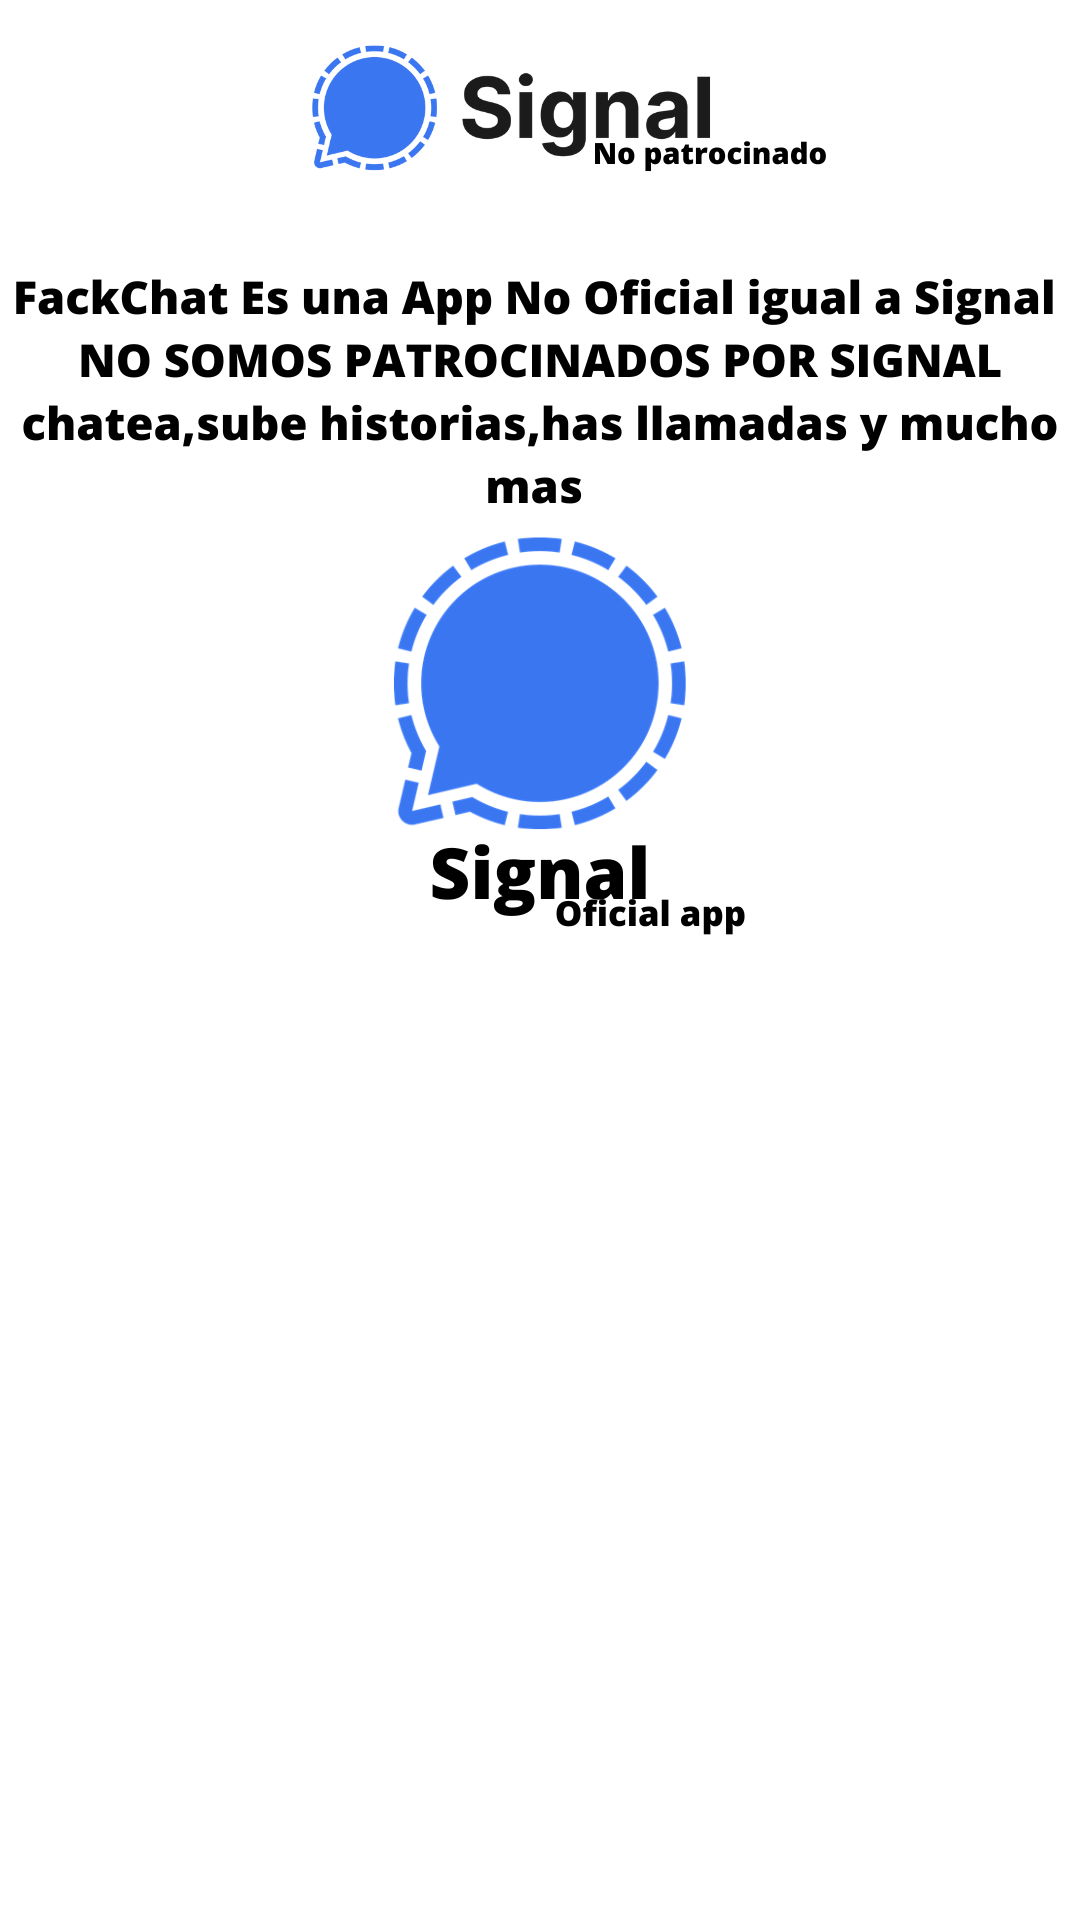 Signal
No patrocinado
FackChat Es una App No Oficial igual a Signal
NO SOMOS PATROCINADOS POR SIGNAL
chatea,sube historias,has llamadas y mucho
mas
Signal
Oficial app